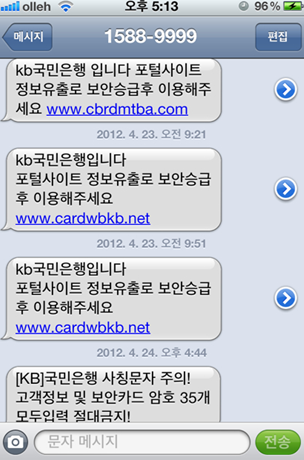 olleh 오후 5:13 96%
메시지 1588-9999 편집
kb국민은행 입니다 포털사이트
정보유출로 보안승급후 이용해주
세요 www.cbrdmtba.com
2012. 4. 23. 오전 9:21
kb국민은행입니다
포털사이트 정보유출로 보안승급
후 이용해주세요
www.cardwbkb.net
2012. 4. 23. 오전 9:51
kb국민은행입니다
포털사이트 정보유출로 보안승급
후 이용해주세요
www.cardwbkb.net
2012. 4. 24. 오후 4:44
[KB]국민은행 사칭문자 주의!
고객정보 및 보안카드 암호 35개
모두입력 절대금지!
문자 메시지 전송